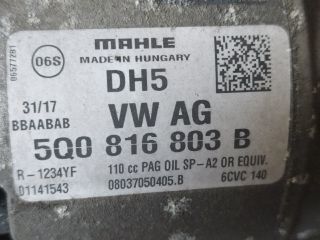 MAHLE
06S
MADE IN HUNGARY
DH5
31/17
BBAABAB
VW AG
5Q0 816 803 B
R-1234YF
110 cc PAG OIL SP-A2 OR EQUIV.
01141543
08037050405.B
6CVC 140